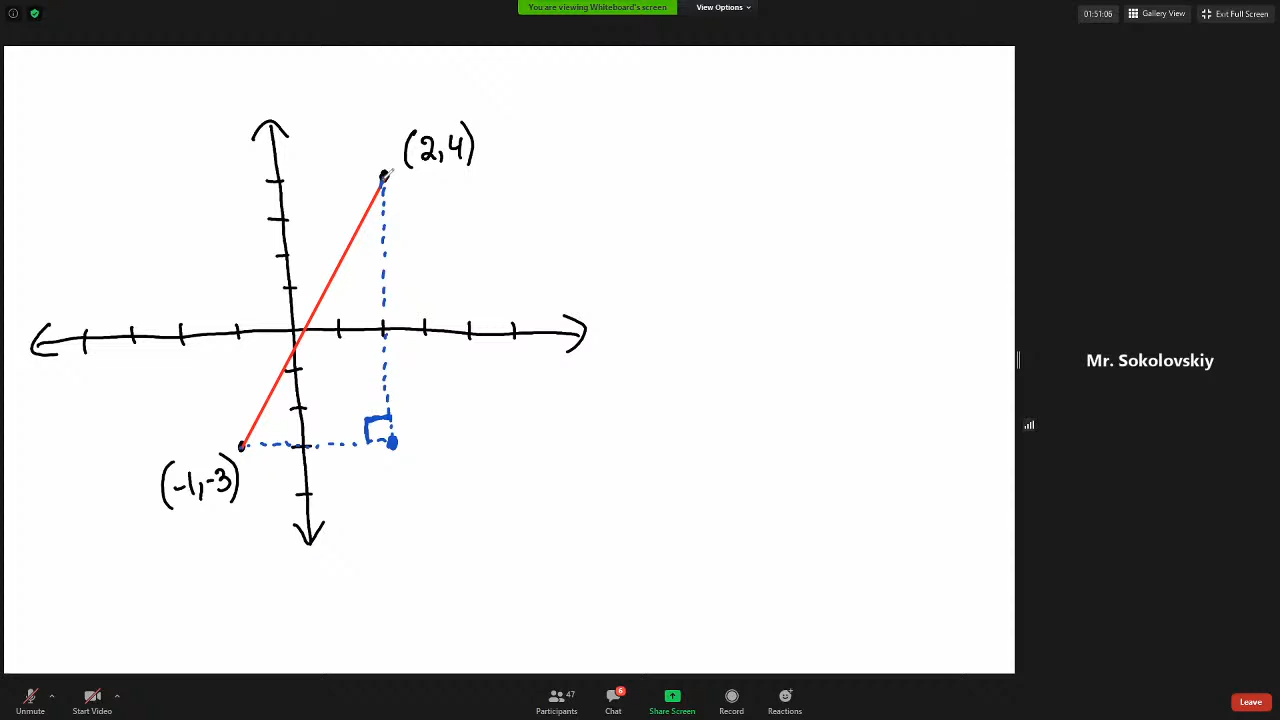 You are viewing Whiteboard's screen
View Options
01:51:06
Gallery View
Exit Full Screen
(2,4)
Mr. Sokolovskiy
(-1,-3)
Unmute
Start Video
47
Participants
6
Chat
Share Screen
Record
Reactions
Leave